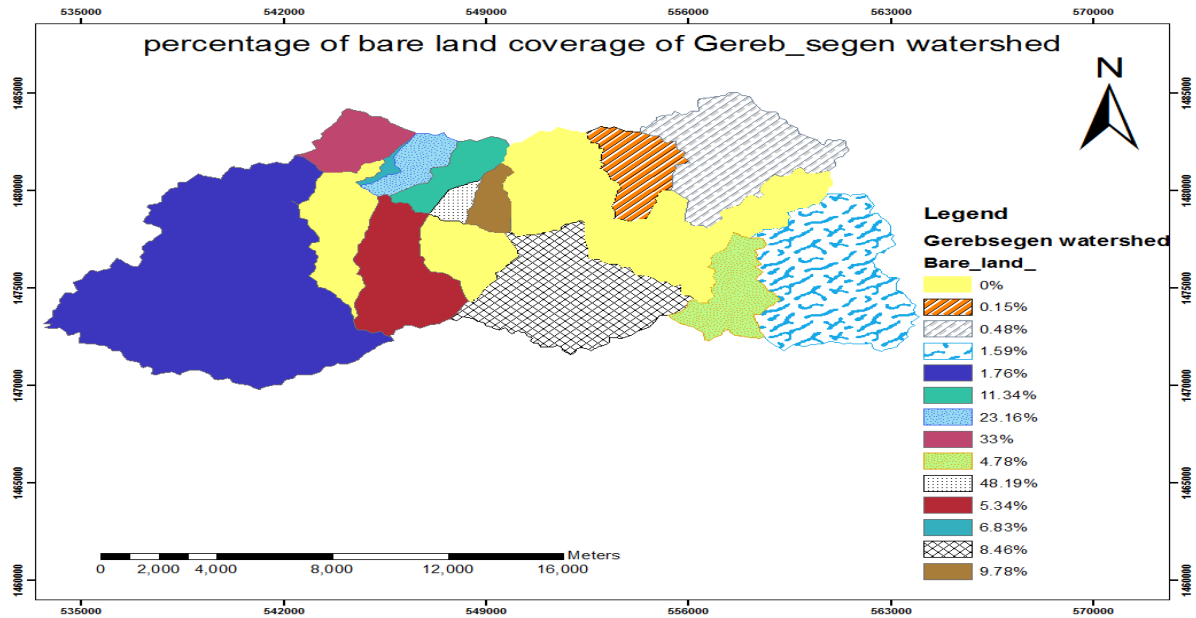 535000 542000 549000 556000 563000 570000
percentage of bare land coverage of Gereb_segen watershed
N
1485000 1485000
1480000 1480000
1475000 1475000
1470000 1470000
1465000 1465000
1460000 1460000
Legend
Gerebsegen watershed
Bare_land_
0%
0.15%
0.48%
1.59%
1.76%
11.34%
23.16%
33%
4.78%
48.19%
5.34%
6.83%
8.46%
9.78%
Meters
0 2,000 4,000 8,000 12,000 16,000
535000 542000 549000 556000 563000 570000